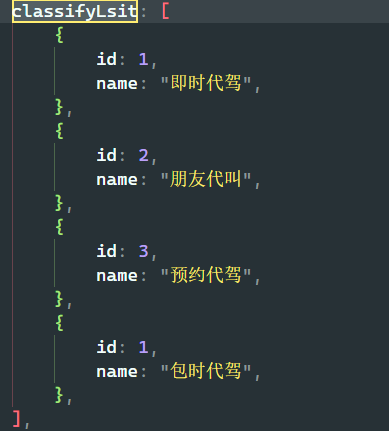 classifyLsit: [
{
id: 1,
name: "即时代驾",
},
{
id: 2,
name: "朋友代叫",
},
{
id: 3,
name: "预约代驾",
},
{
id: 1,
name: "包时代驾",
},
],